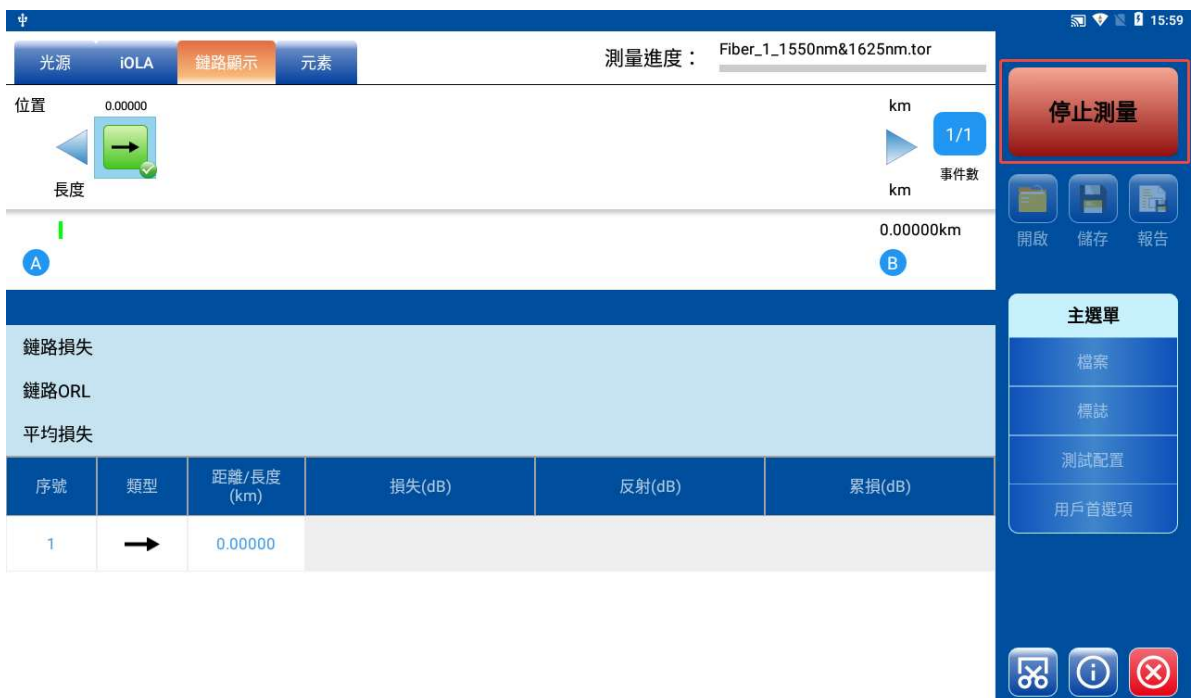 15:59
光源
iOLA
鏈路顯示
元素
測量進度：
Fiber_1_1550nm&1625nm.tor
停止測量
位置
0.00000
km
1/1
事件數
長度
km
開啟
儲存
報告
0.00000km
A
B
主選單
檔案
標誌
測試配置
用戶首選項
鏈路損失
鏈路ORL
平均損失
序號
類型
距離/長度
(km)
損失(dB)
反射(dB)
累損(dB)
1
0.00000